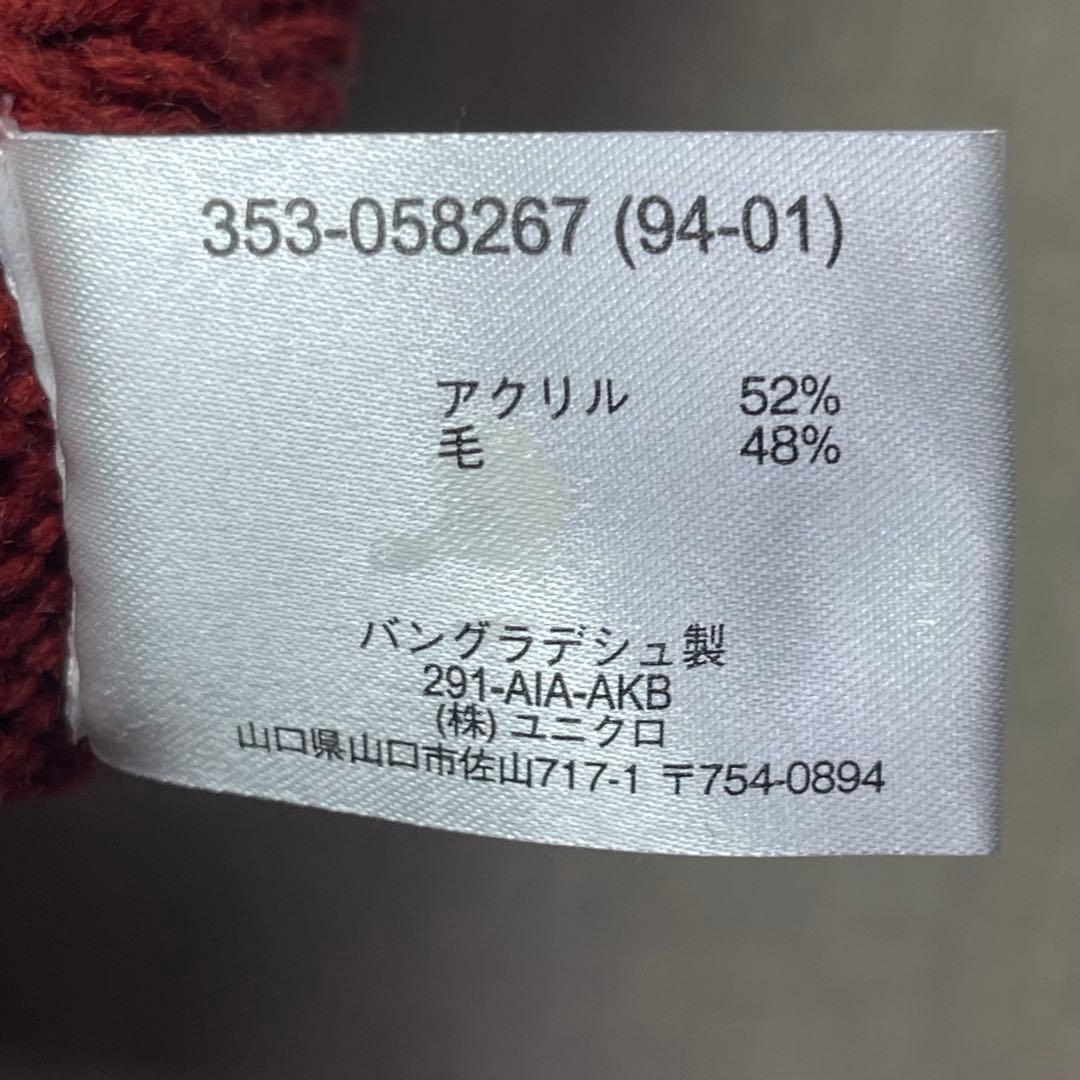 353-058267 (94-01)
アクリル 52%
毛 48%
バングラデシュ製
291-AIA-AKB
(株) ユニクロ
山口県山口市佐山717-1 〒754-0894